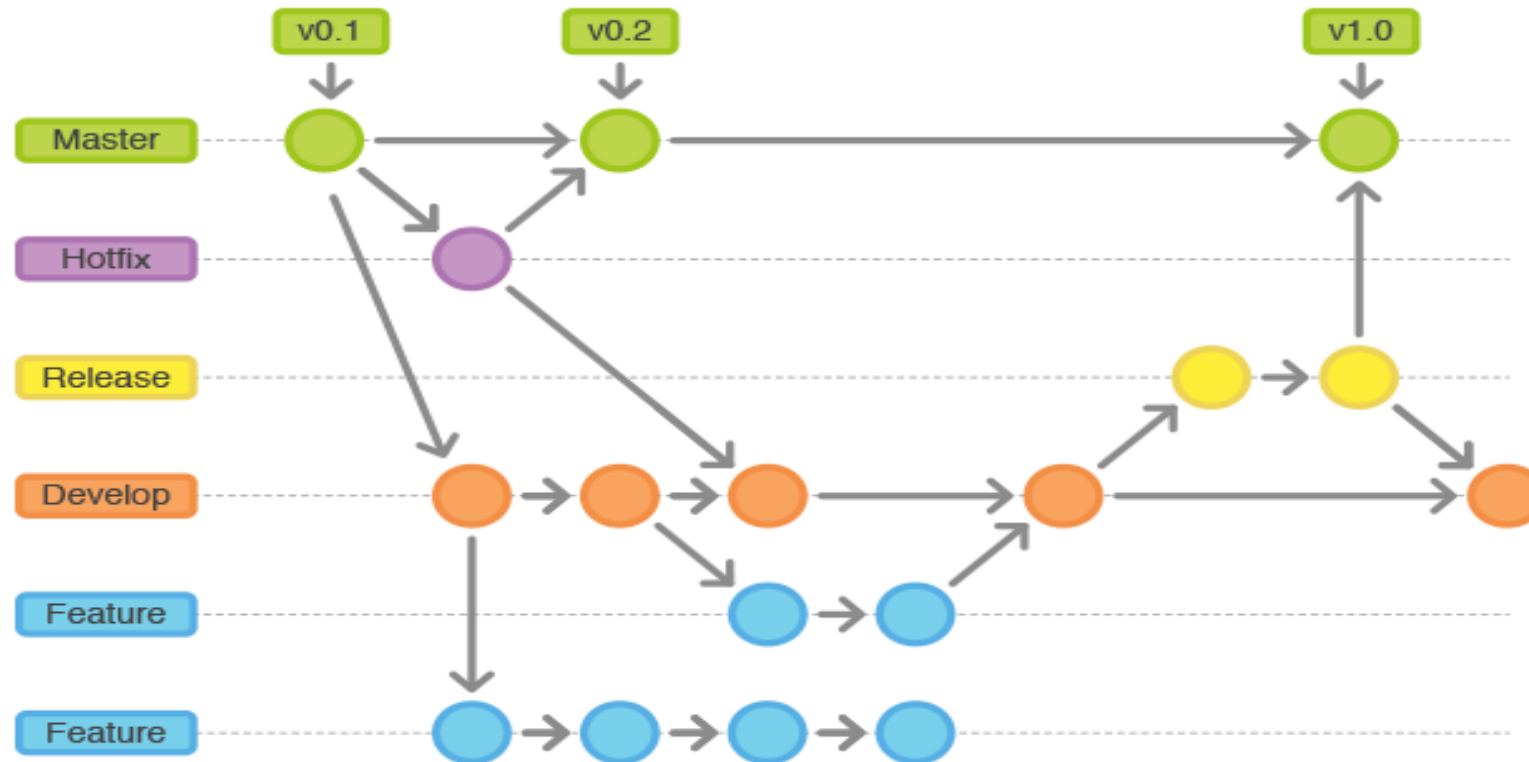 v0.1
v0.2
v1.0
Master
Hotfix
Release
Develop
Feature
Feature